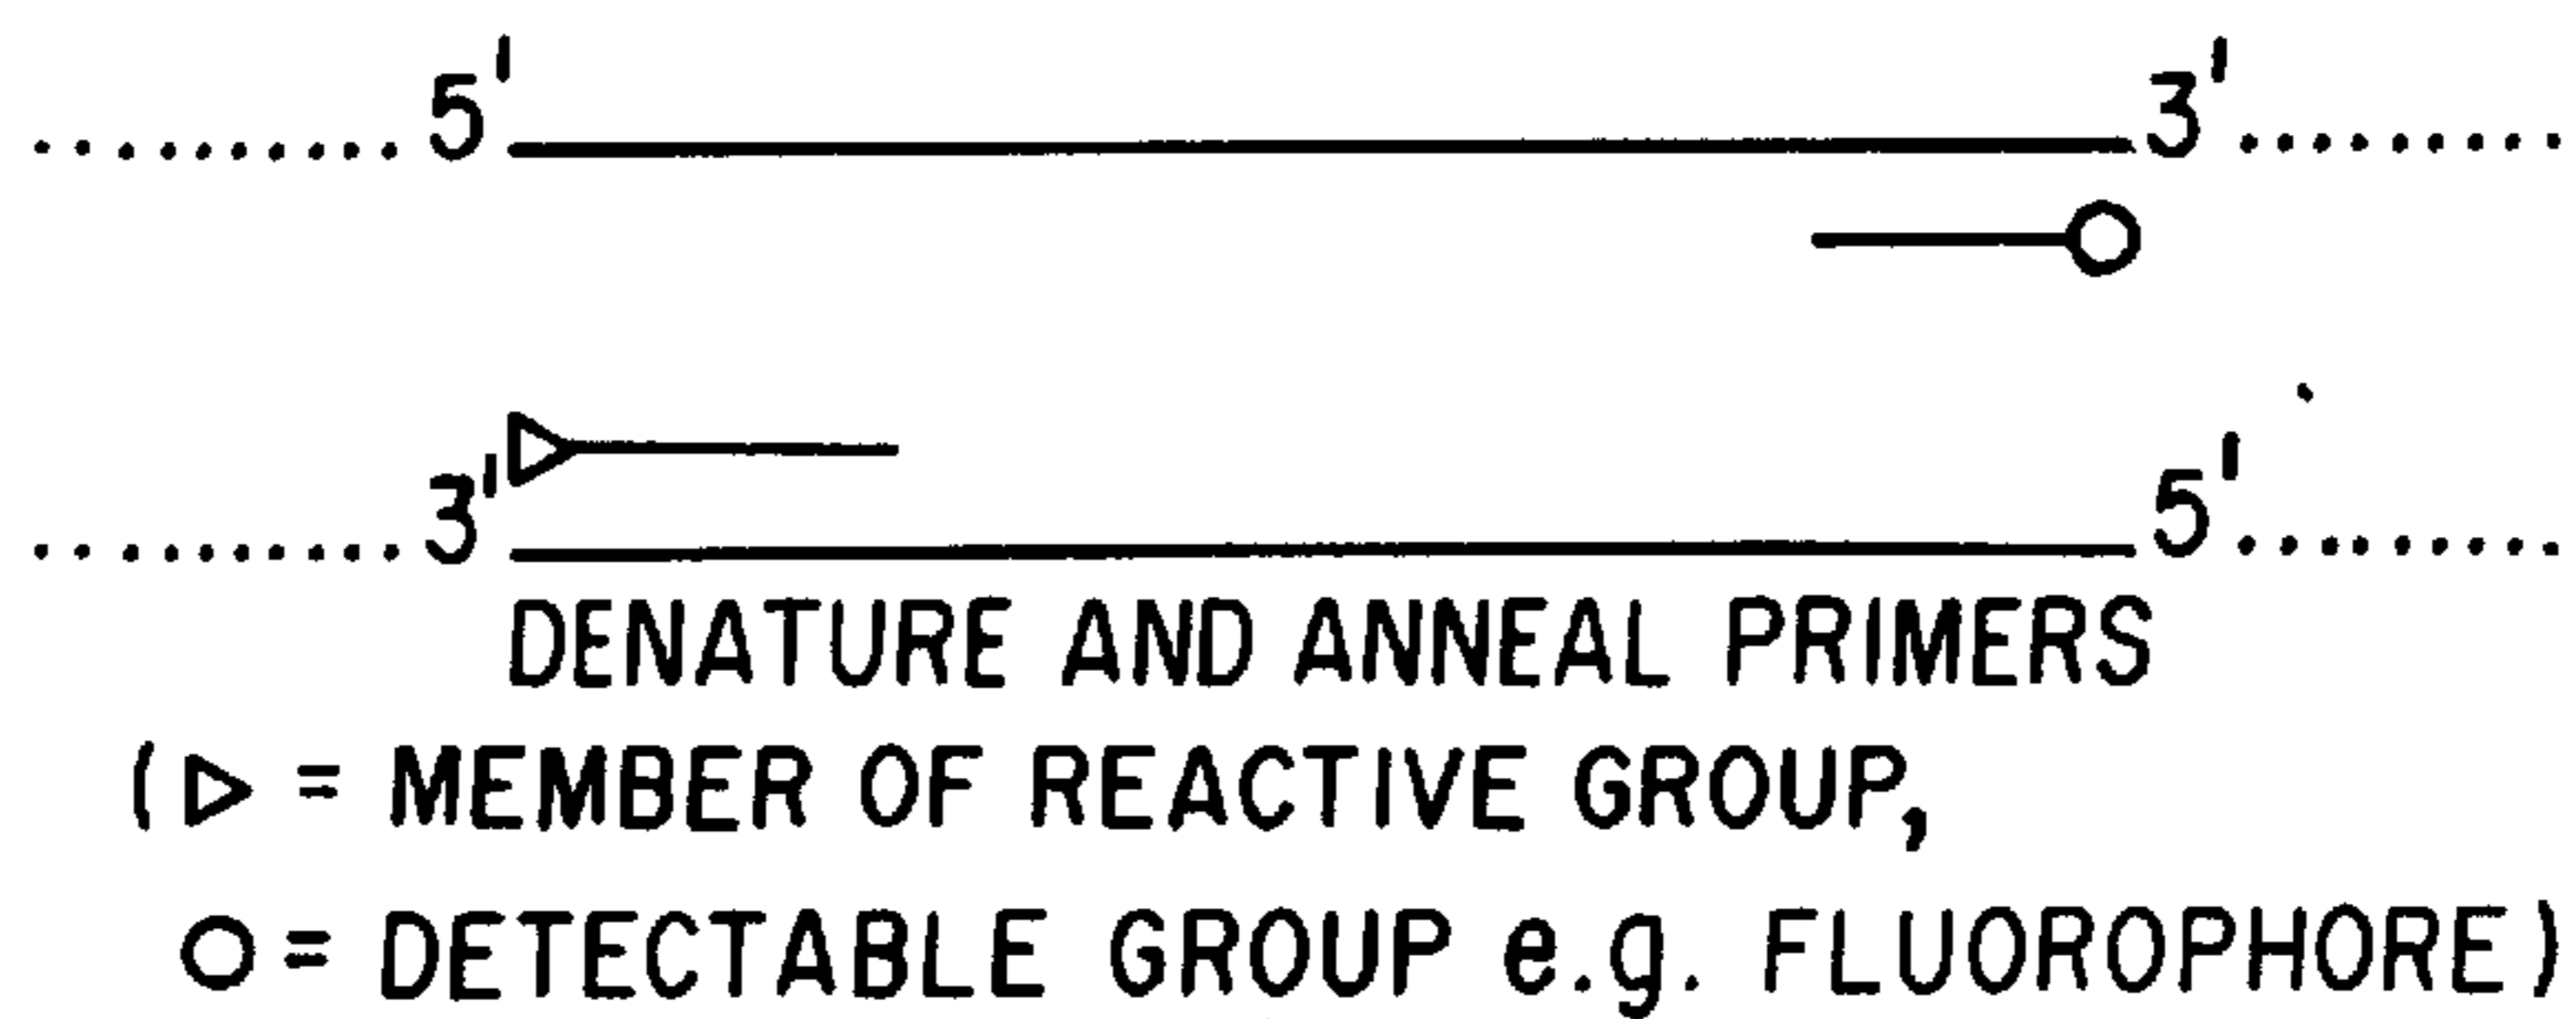 5' 3'
3' 5'
DENATURE AND ANNEAL PRIMERS
(▷ = MEMBER OF REACTIVE GROUP,
○ = DETECTABLE GROUP e.g. FLUOROPHORE)